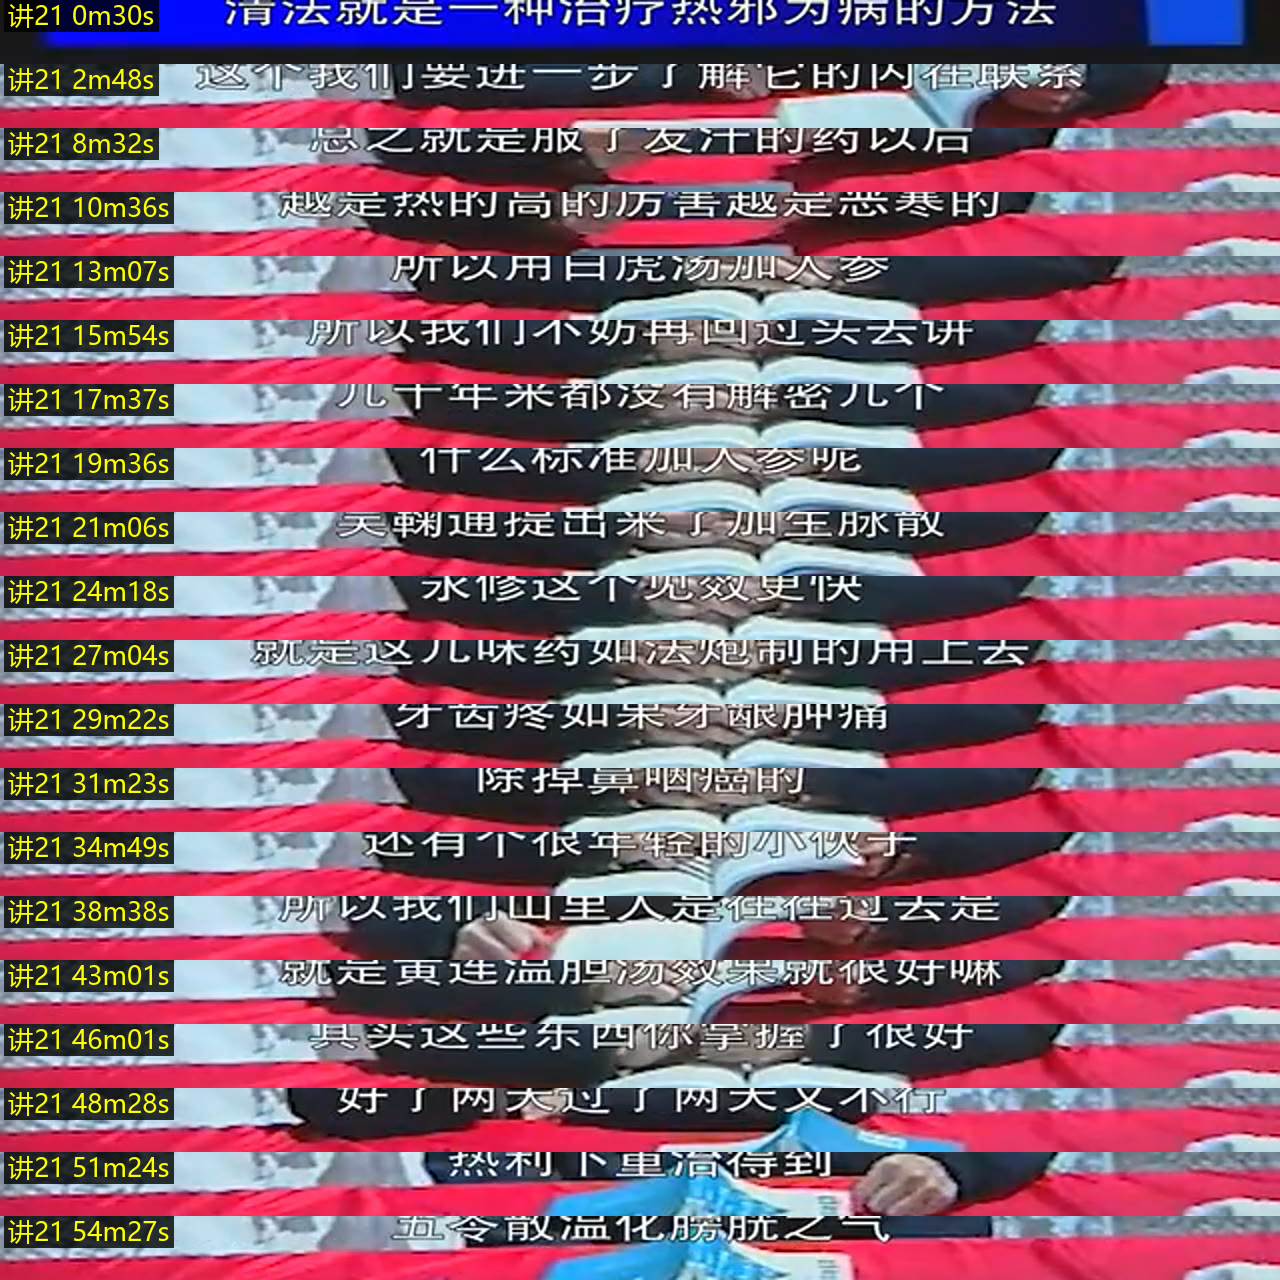 讲21 0m30s 清法就是一种治疗热邪为病的方法
讲21 2m48s 这个我们要进一步了解它的内在联系
讲21 8m32s 总之就是服了发汗的药以后
讲21 10m36s 越是热的高的厉害越是恶寒的
讲21 13m07s 所以用白虎汤加人参
讲21 15m54s 所以我们不妨再回过头去讲
讲21 17m37s 几十年来都没有解密几个
讲21 19m36s 什么标准加人参呢
讲21 21m06s 吴鞠通提出来了加生脉散
讲21 24m18s 录修这个见效更快
讲21 27m04s 就是这几味药如法炮制的用上去
讲21 29m22s 牙齿疼如果牙龈肿痛
讲21 31m23s 除掉鼻咽癌的
讲21 34m49s 还有个很年轻的小伙子
讲21 38m38s 所以我们山里人是往往过去是
讲21 43m01s 就是黄连温胆汤效果就很好嘛
讲21 46m01s 其实这些东西你掌握了很好
讲21 48m28s 好了两天过了两天又不行
讲21 51m24s 热利下重治得到
讲21 54m27s 五苓散温化膀胱之气